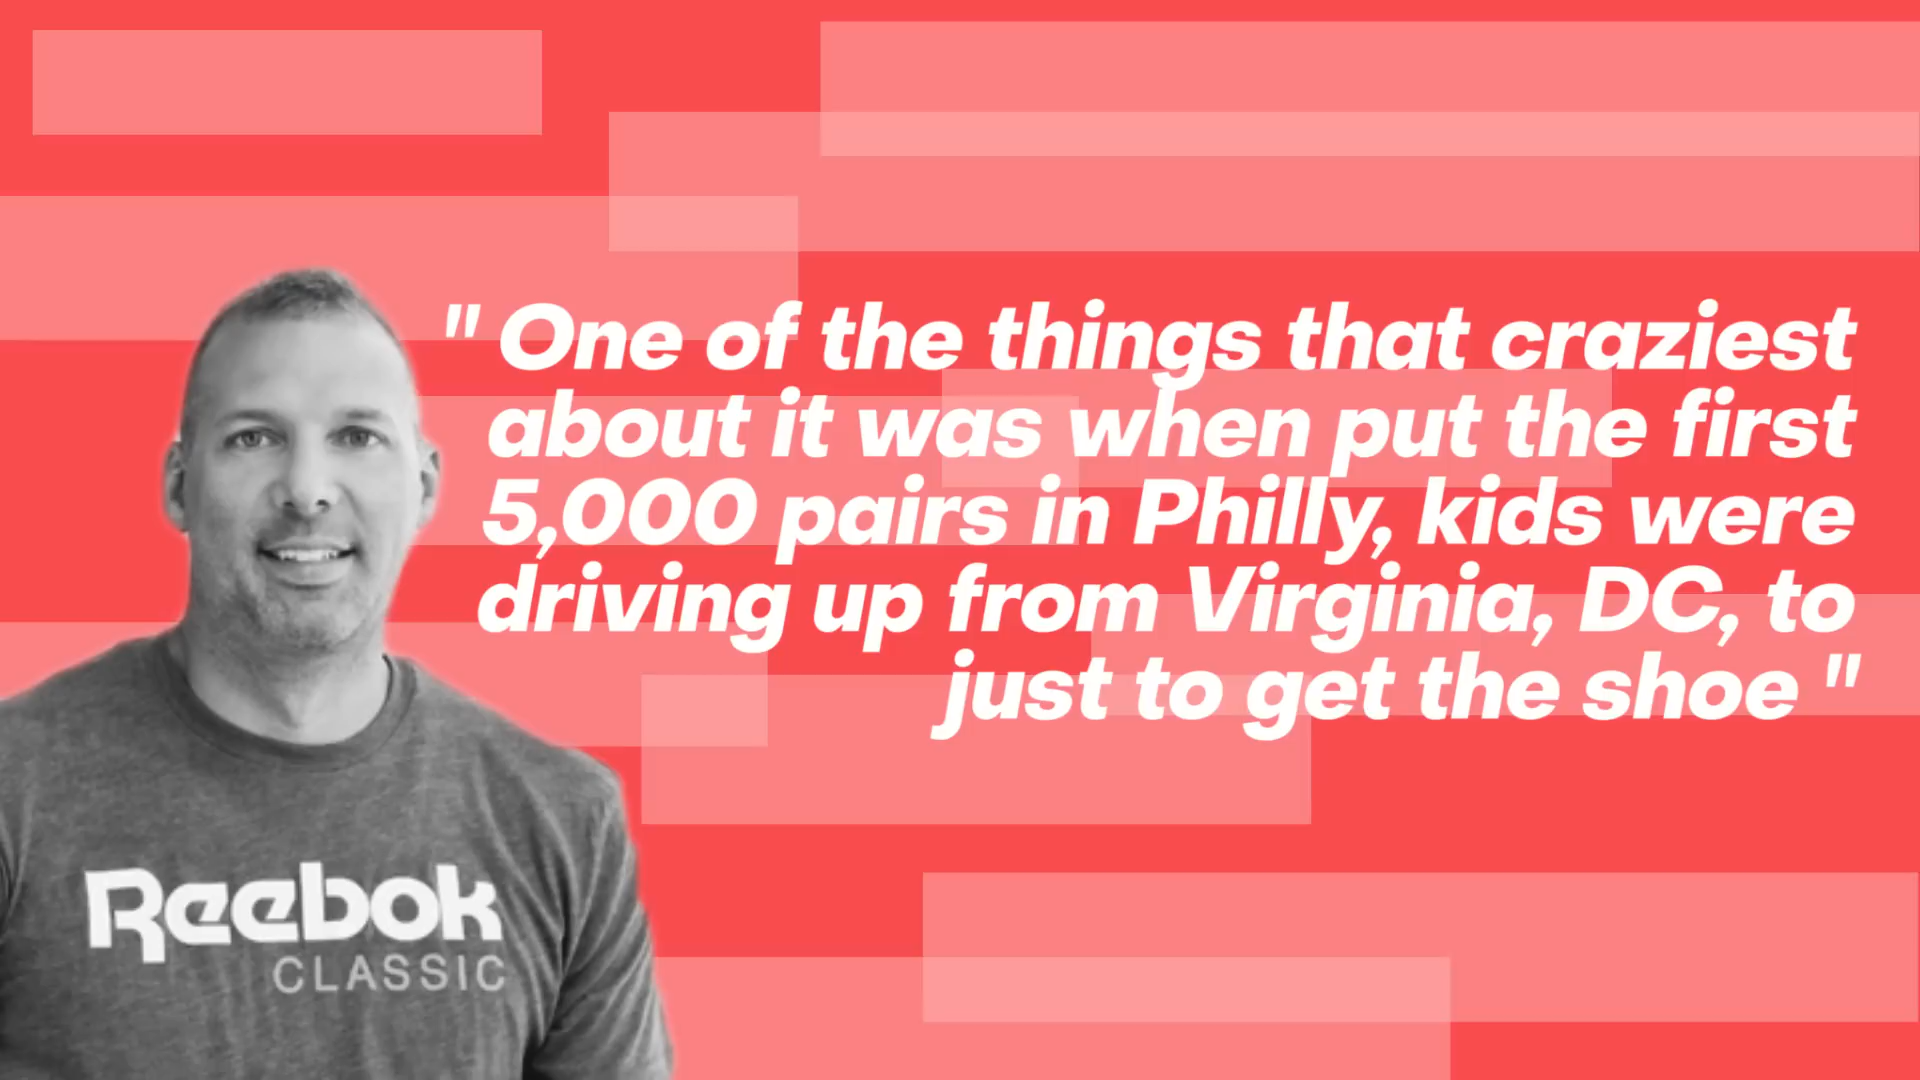 " One of the things that craziest
about it was when put the first
5,000 pairs in Philly, kids were
driving up from Virginia, DC, to
just to get the shoe "
Reebok
CLASSIC